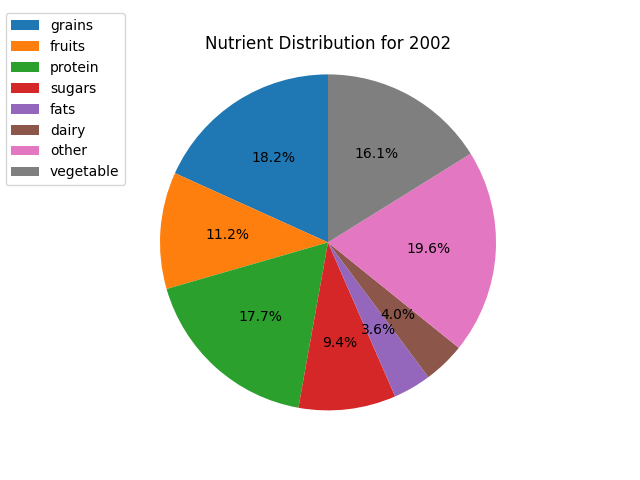 Nutrient Distribution for 2002
grains
fruits
protein
sugars
fats
dairy
other
vegetable
18.2%
16.1%
11.2%
19.6%
17.7%
9.4%
3.6%
4.0%